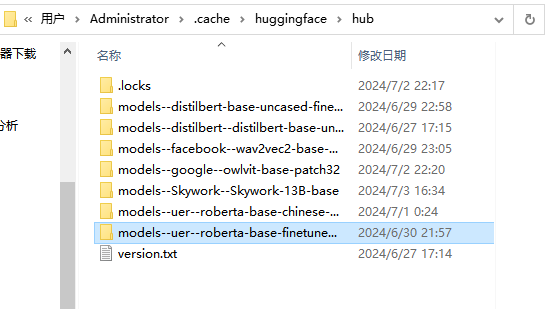 « 用户 › Administrator › .cache › huggingface › hub
器下载
分析
名称 修改日期
.locks 2024/7/2 22:17
models--distilbert-base-uncased-fine... 2024/6/29 22:58
models--distilbert--distilbert-base-un... 2024/6/27 17:15
models--facebook--wav2vec2-base-... 2024/6/29 23:05
models--google--owlvit-base-patch32 2024/7/2 22:20
models--Skywork--Skywork-13B-base 2024/7/3 16:34
models--uer--roberta-base-chinese-... 2024/7/1 0:24
models--uer--roberta-base-finetune... 2024/6/30 21:57
version.txt 2024/6/27 17:14